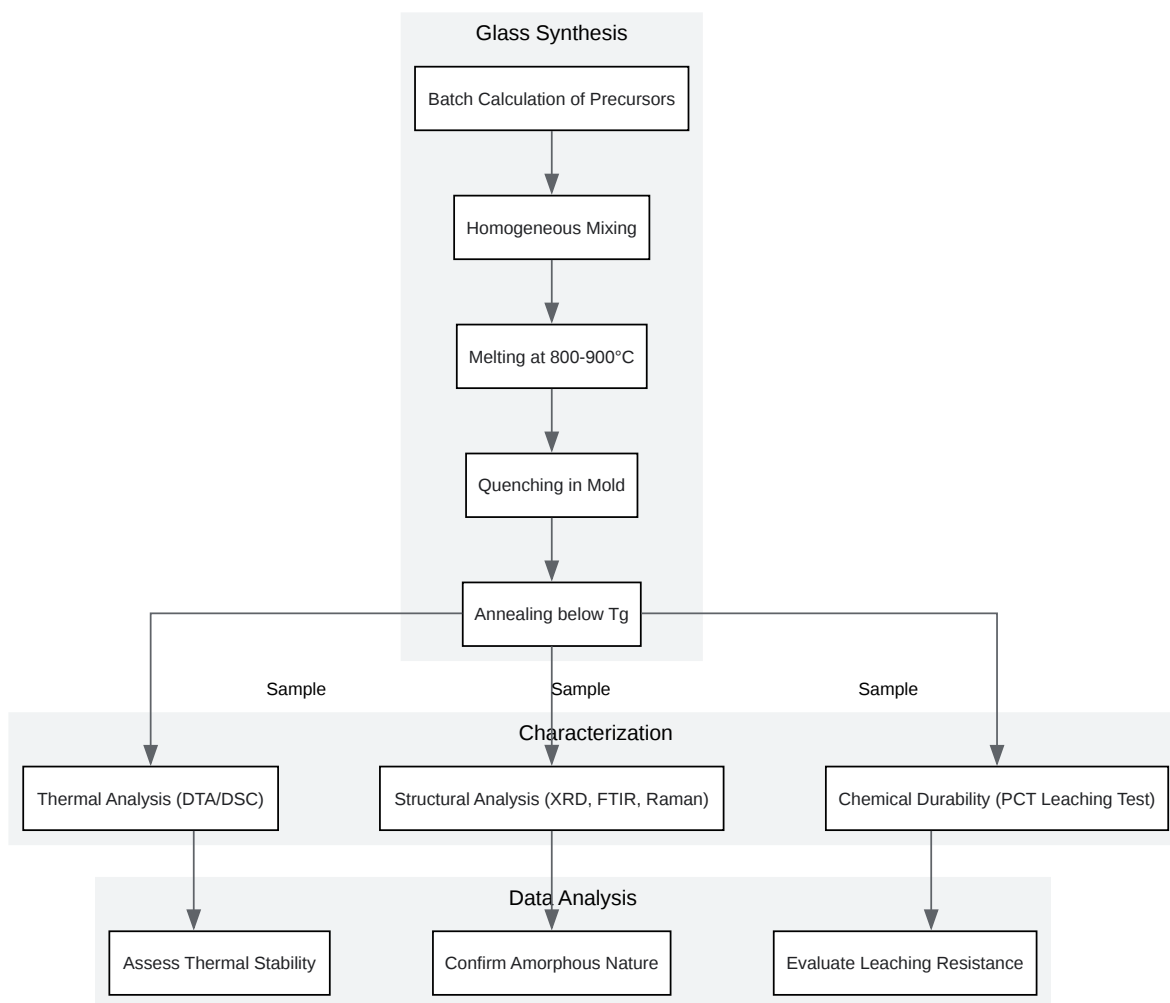 Glass Synthesis
Batch Calculation of Precursors
Homogeneous Mixing
Melting at 800-900°C
Quenching in Mold
Annealing below Tg
Sample
Sample
Sample
Characterization
Thermal Analysis (DTA/DSC)
Structural Analysis (XRD, FTIR, Raman)
Chemical Durability (PCT Leaching Test)
Data Analysis
Assess Thermal Stability
Confirm Amorphous Nature
Evaluate Leaching Resistance